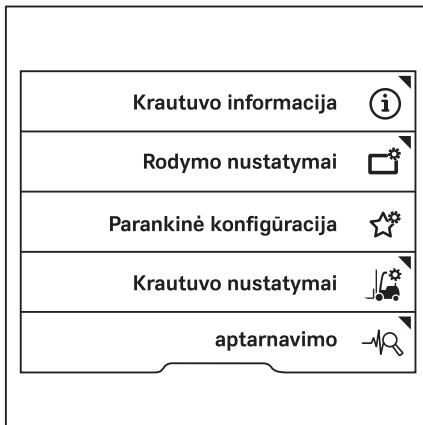 Krautuvo informacija
Rodymo nustatymai
Parankinė konfigūracija
Krautuvo nustatymai
aptarnavimo